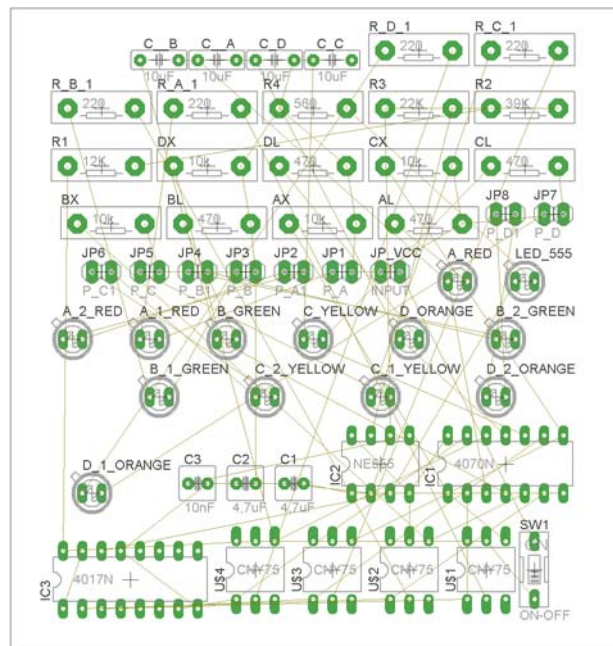 C__B C__A C_D C_C R_D_1 R_C_1
10uF 10uF 10uF 10uF 220 220
R_B_1 R_A_1 R4 R3 R2
220 220 560 22K 39K
R1 DX DL CX CL
12K 10k 470 10k 470
BX BL AX AL JP8 JP7
10k 470 10k 470 P_D1 P_D
JP6 JP5 JP4 JP3 JP2 JP1 JP_VCC A_RED LED_555
P_C1 P_C P_B1 P_B P_A1 P_A INPUT
A_2_RED A_1_RED B_GREEN C_YELLOW D_ORANGE B_2_GREEN
B_1_GREEN C_2_YELLOW C_1_YELLOW D_2_ORANGE
D_1_ORANGE C3 C2 C1 IC2 NE555 IC1 4070N
10nF 4,7uF 4,7uF
SW1
ON
IC3 4017N U$4 CNY75 U$3 CNY75 U$2 CNY75 U$1 CNY75
ON-OFF